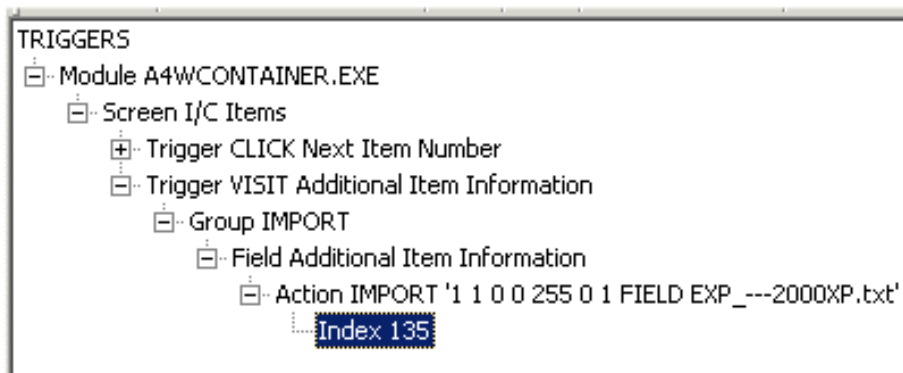 TRIGGERS
Module A4WCONTAINER.EXE
Screen I/C Items
Trigger CLICK Next Item Number
Trigger VISIT Additional Item Information
Group IMPORT
Field Additional Item Information
Action IMPORT '1 1 0 0 255 0 1 FIELD EXP_---2000XP.txt'
Index 135